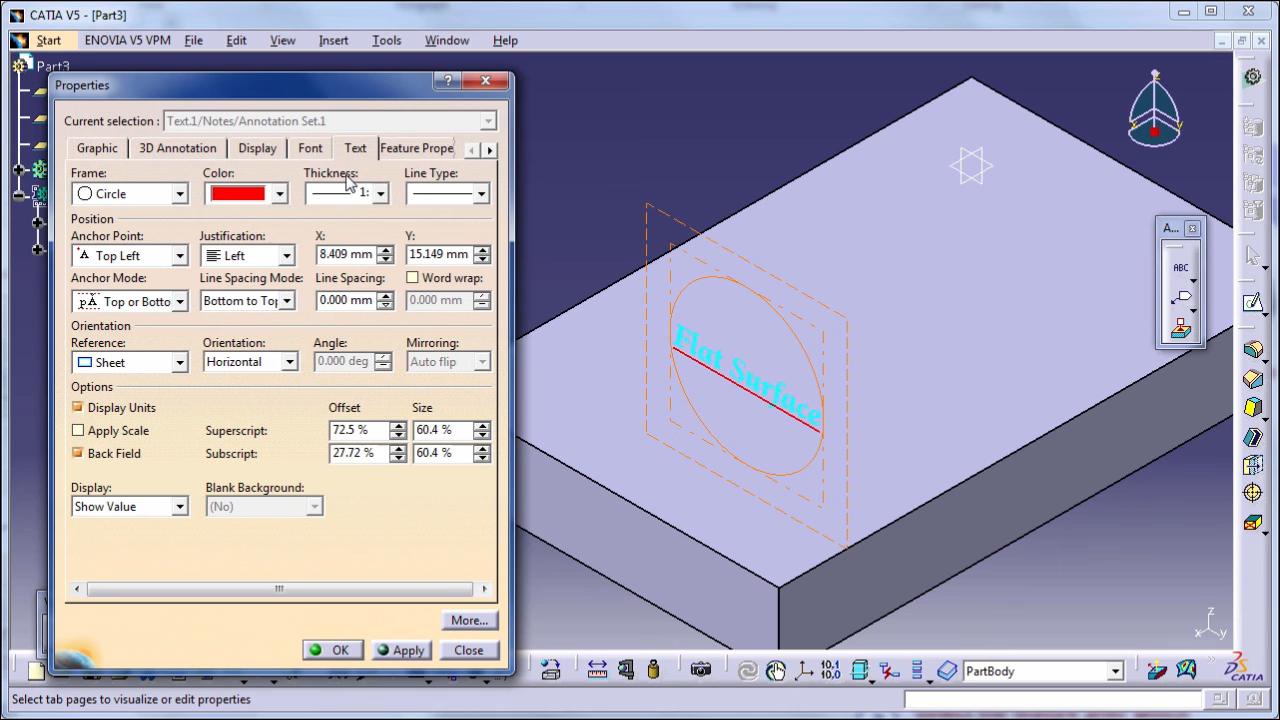 CATIA V5 - [Part3]
Start ENOVIA V5 VPM File Edit View Insert Tools Window Help
Part3
Properties
Current selection : Text.1/Notes/Annotation Set.1
Graphic 3D Annotation Display Font Text Feature Prope
Frame: Color: Thickness: Line Type:
Circle 1:
Position
Anchor Point: Justification: X: Y:
Top Left Left 8.409 mm 15.149 mm
Anchor Mode: Line Spacing Mode: Line Spacing: Word wrap:
Top or Botto Bottom to Top 0.000 mm 0.000 mm
Orientation
Reference: Orientation: Angle: Mirroring:
Sheet Horizontal 0.000 deg Auto flip
Options
Display Units Offset Size
Apply Scale Superscript: 72.5 % 60.4 %
Back Field Subscript: 27.72 % 60.4 %
Display: Blank Background:
Show Value (No)
More...
OK Apply Close
Flat Surface
A...
ABC
z
x y
10.1
10.0
PartBody
CATIA
Select tab pages to visualize or edit properties